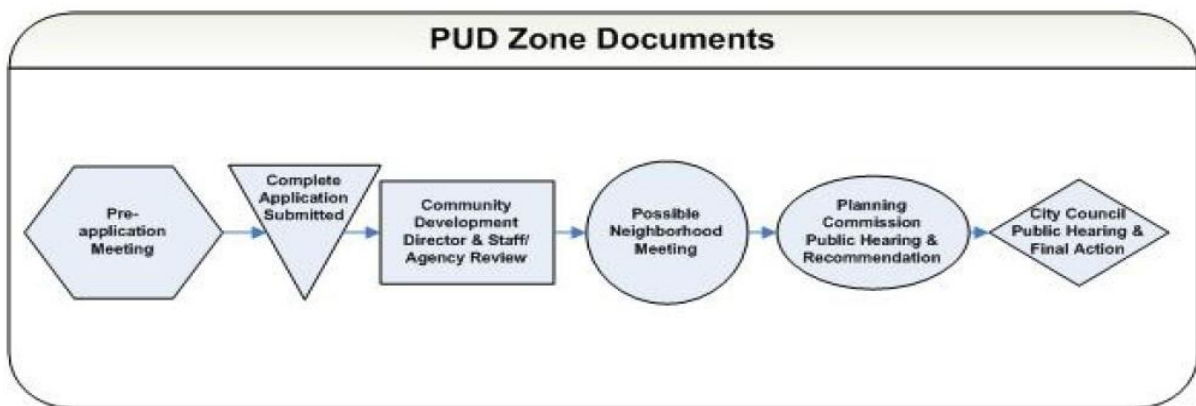 PUD Zone Documents
Pre-
application
Meeting
Complete
Application
Submitted
Community
Development
Director & Staff/
Agency Review
Possible
Neighborhood
Meeting
Planning
Commission
Public Hearing &
Recommendation
City Council
Public Hearing &
Final Action